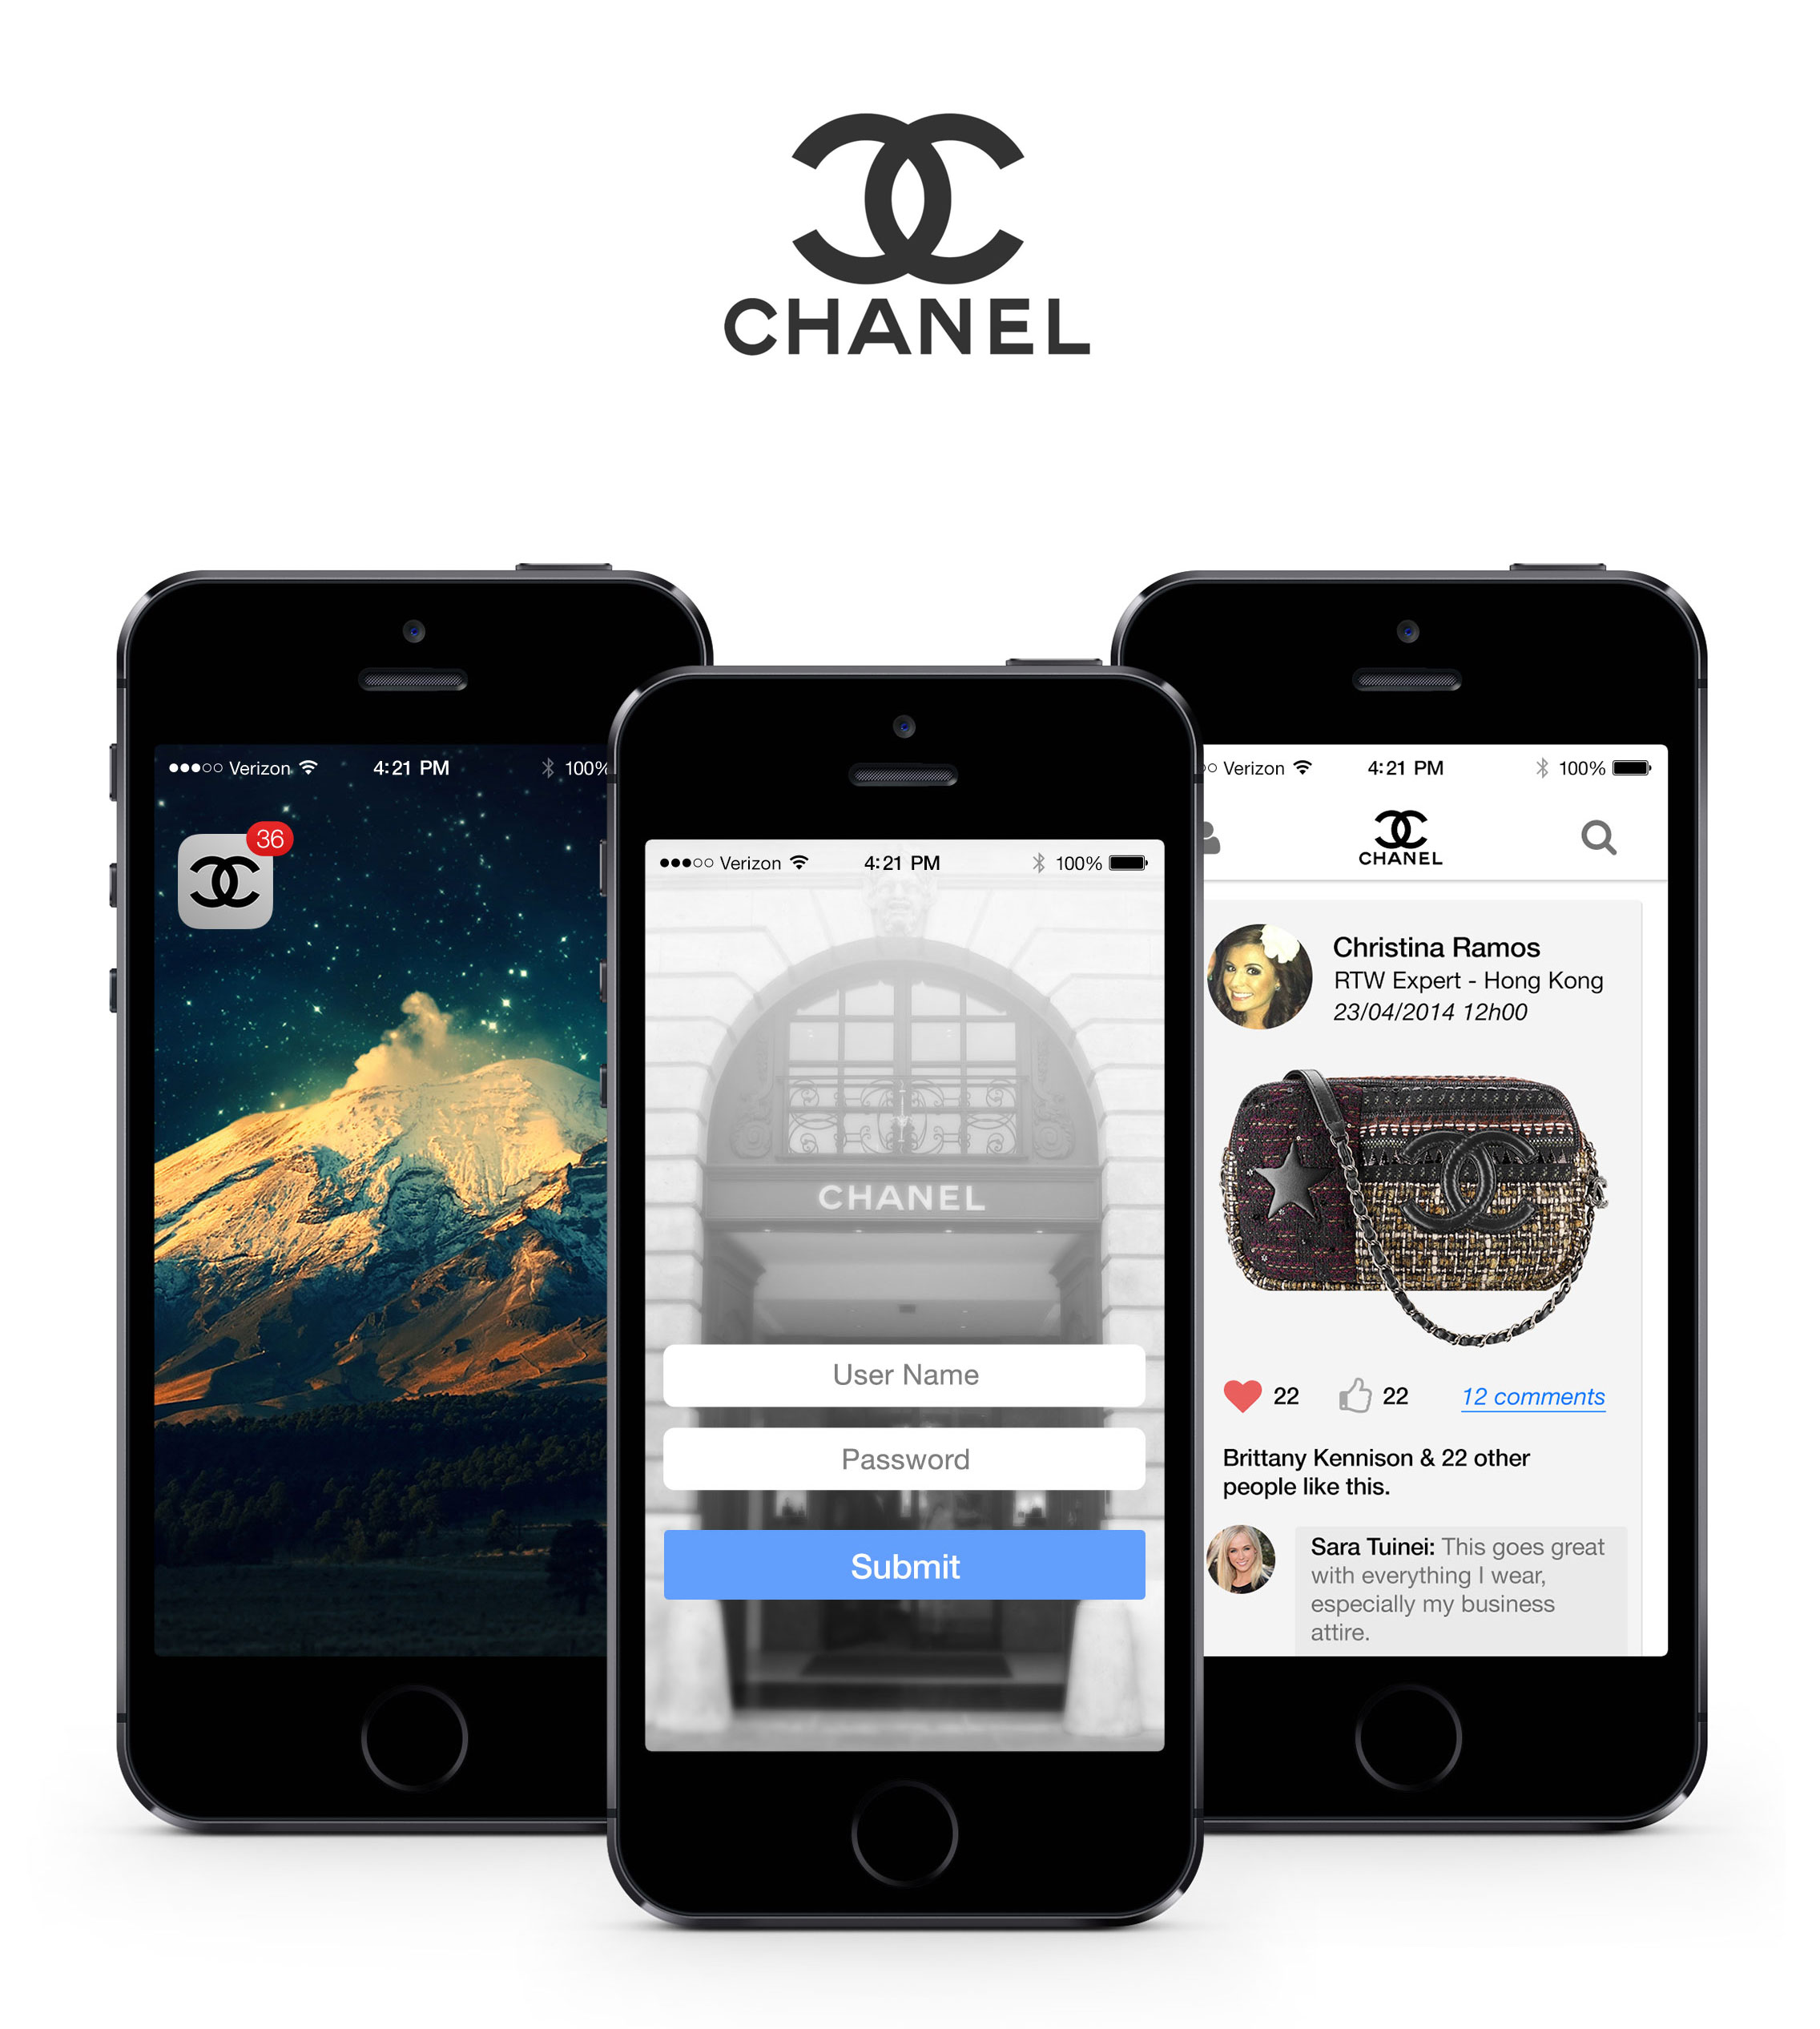 CHANEL
Verizon 4:21 PM 100%
36
Verizon 4:21 PM 100%
CHANEL
User Name
Password
Submit
Verizon 4:21 PM 100%
CHANEL
Christina Ramos
RTW Expert - Hong Kong
23/04/2014 12h00
22 22 12 comments
Brittany Kennison & 22 other
people like this.
Sara Tuinei: This goes great
with everything I wear,
especially my business
attire.